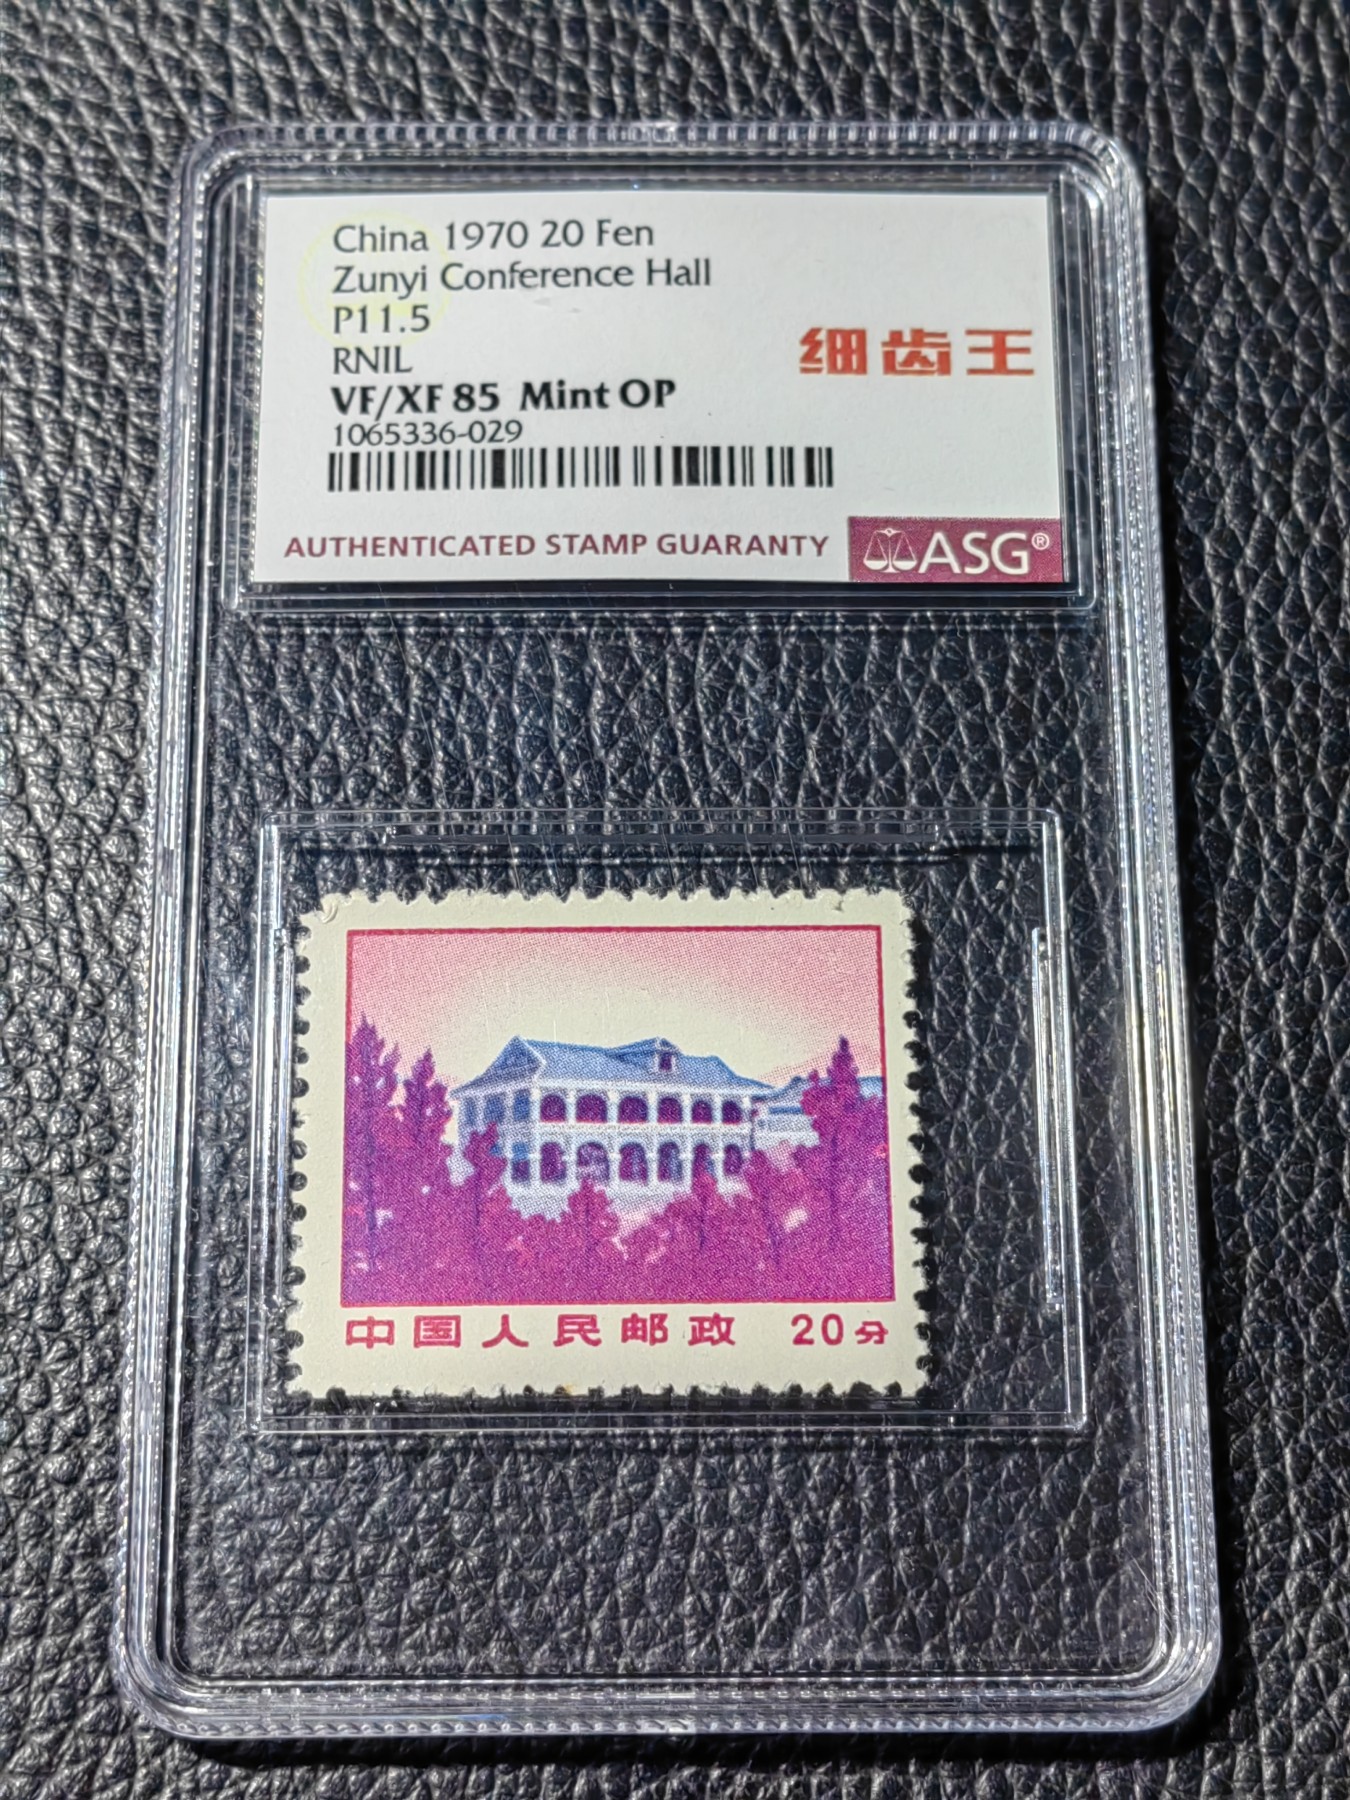 China 1970 20 Fen
Zunyi Conference Hall
P11.5
RNIL
VF/XF 85 Mint OP
1065336-029
细齿王
AUTHENTICATED STAMP GUARANTY
ASG®
中国人民邮政 20分